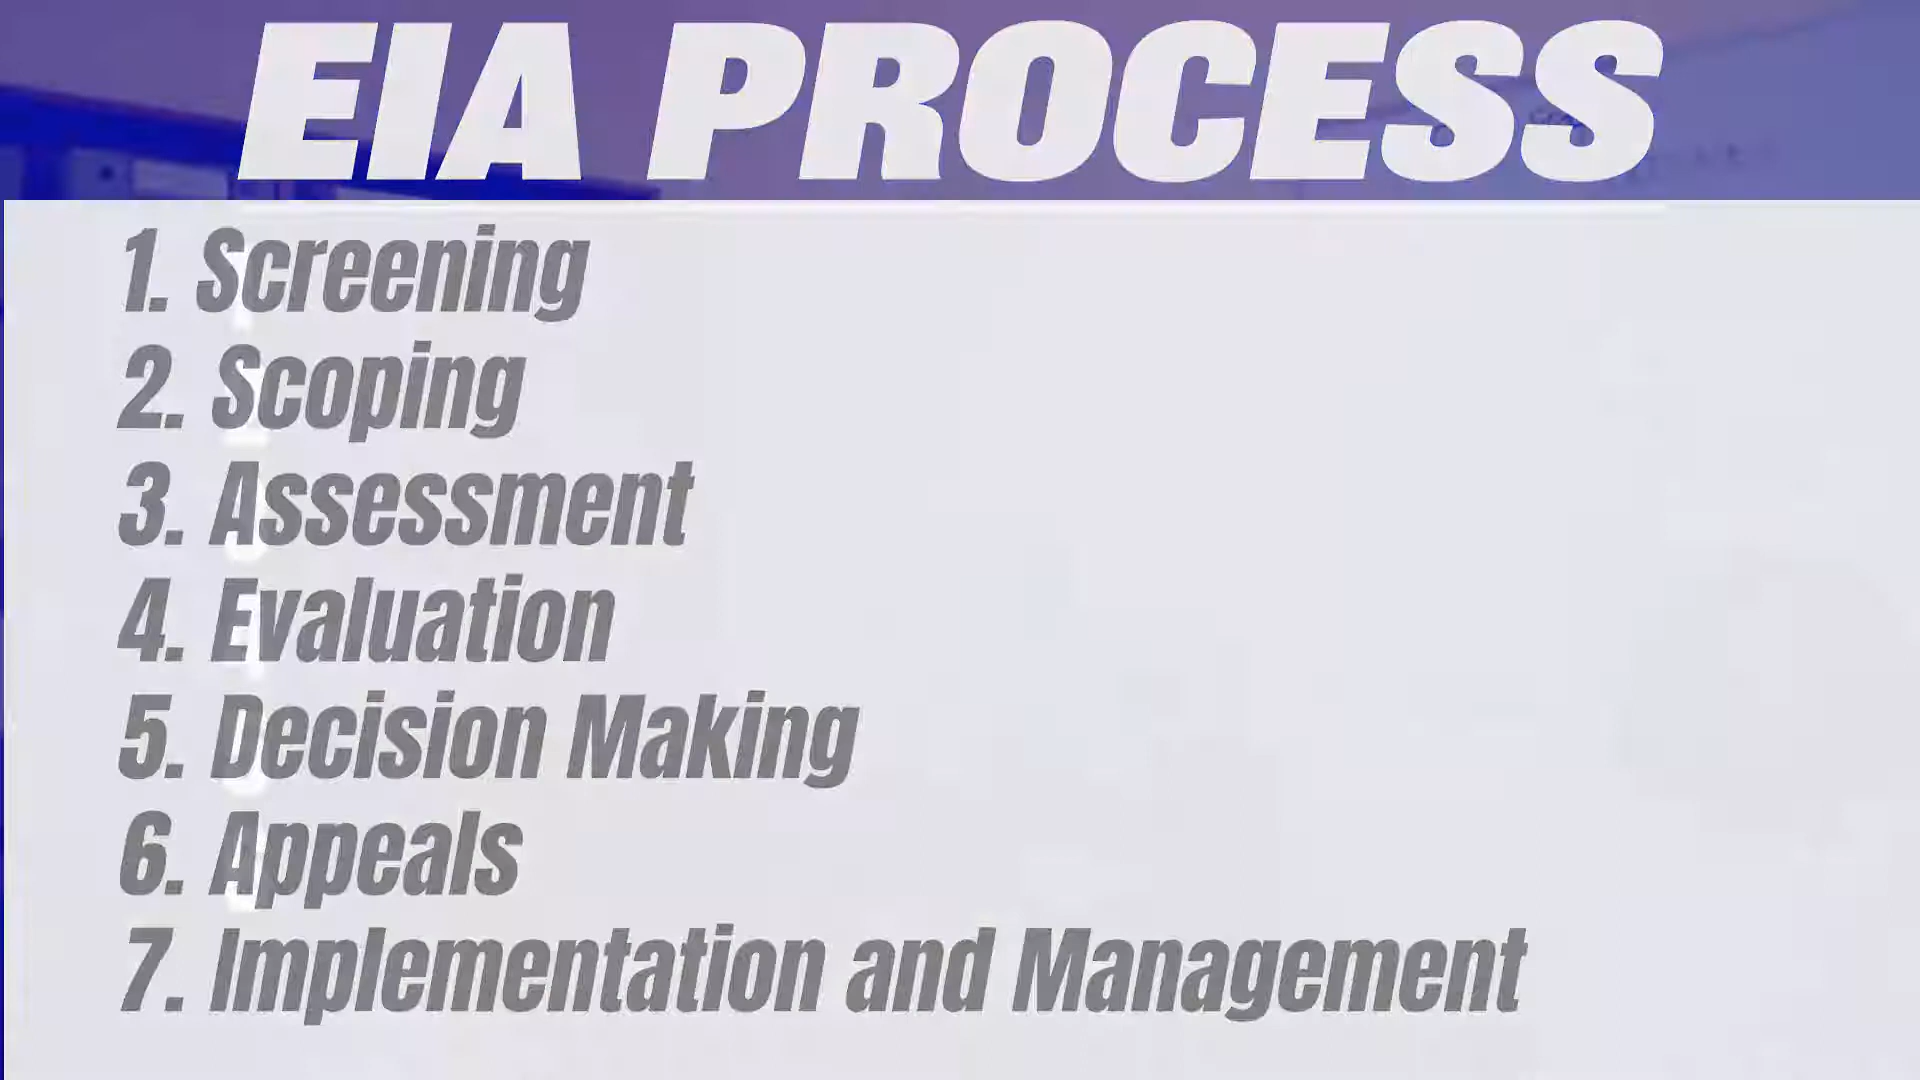 EIA PROCESS
1. Screening
2. Scoping
3. Assessment
4. Evaluation
5. Decision Making
6. Appeals
7. Implementation and Management